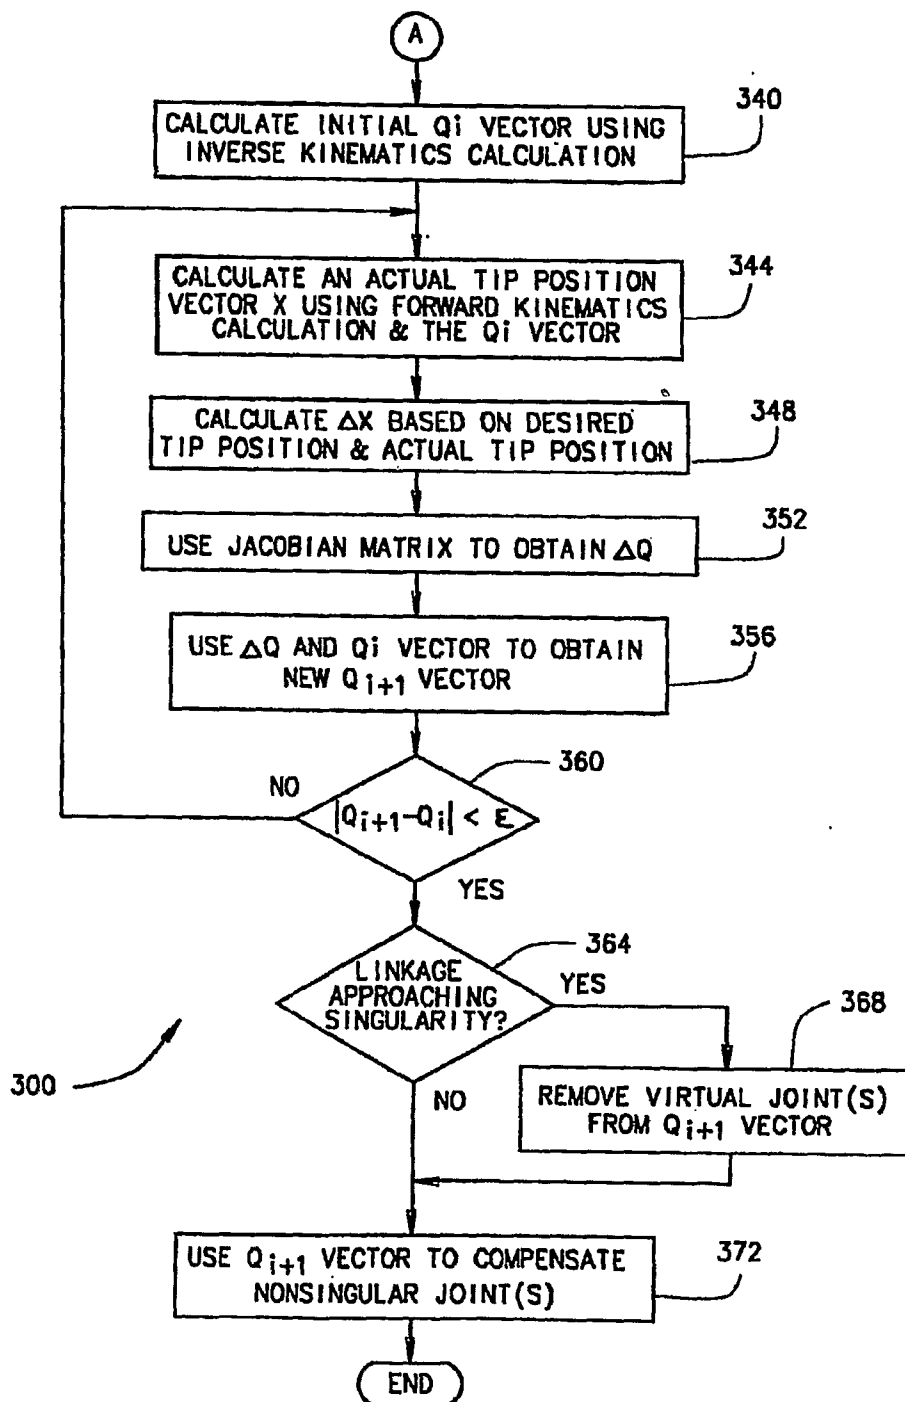 A
340
CALCULATE INITIAL Qi VECTOR USING
INVERSE KINEMATICS CALCULATION
344
CALCULATE AN ACTUAL TIP POSITION
VECTOR X USING FORWARD KINEMATICS
CALCULATION & THE Qi VECTOR
348
CALCULATE ΔX BASED ON DESIRED
TIP POSITION & ACTUAL TIP POSITION
352
USE JACOBIAN MATRIX TO OBTAIN ΔQ
356
USE ΔQ AND Qi VECTOR TO OBTAIN
NEW Qi+1 VECTOR
360
NO
|Qi+1-Qi| < ε
YES
364
LINKAGE
APPROACHING
SINGULARITY?
YES
368
300
NO
REMOVE VIRTUAL JOINT(S)
FROM Qi+1 VECTOR
372
USE Qi+1 VECTOR TO COMPENSATE
NONSINGULAR JOINT(S)
END